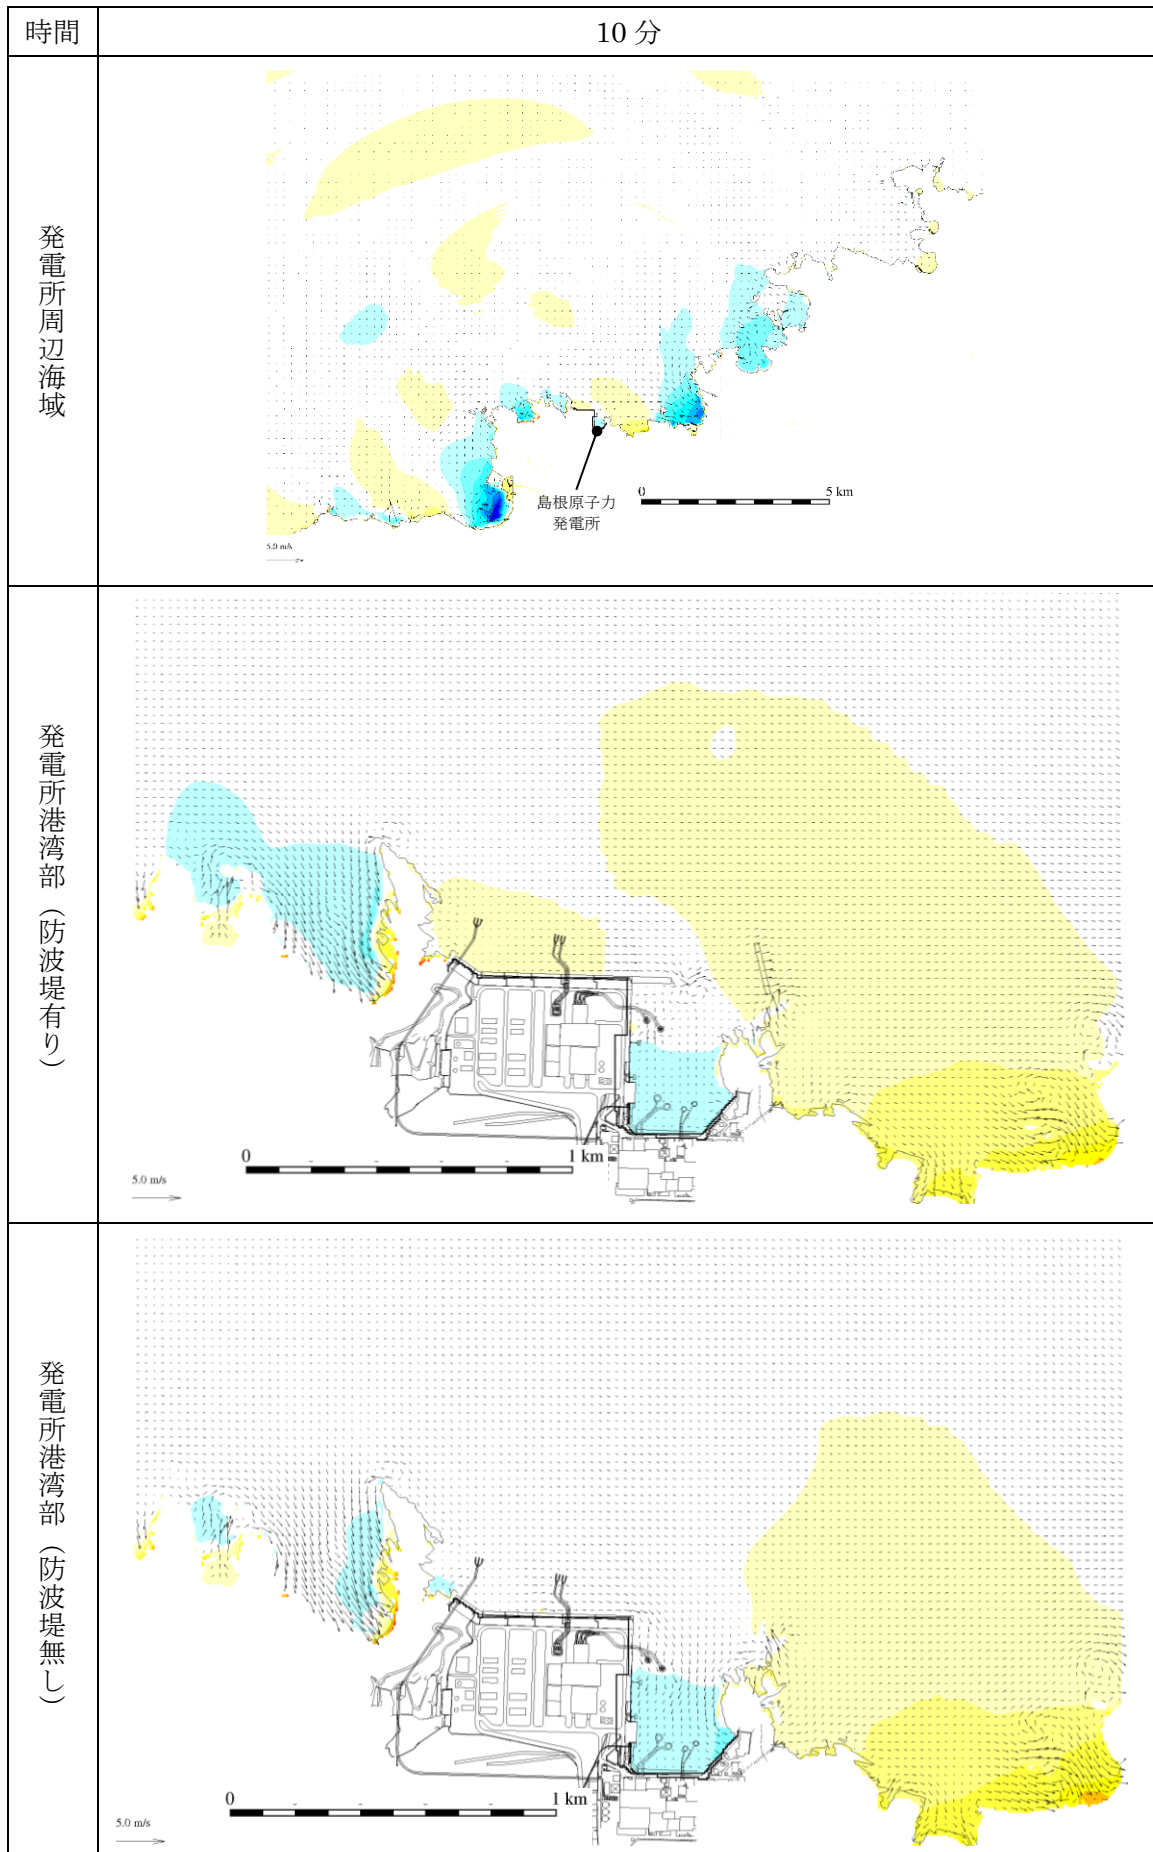 時間
10 分
発電所周辺海域
島根原子力
発電所
0 5 km
5.0 m/s
発電所港湾部（防波堤有り）
0 1 km
5.0 m/s
発電所港湾部（防波堤無し）
0 1 km
5.0 m/s